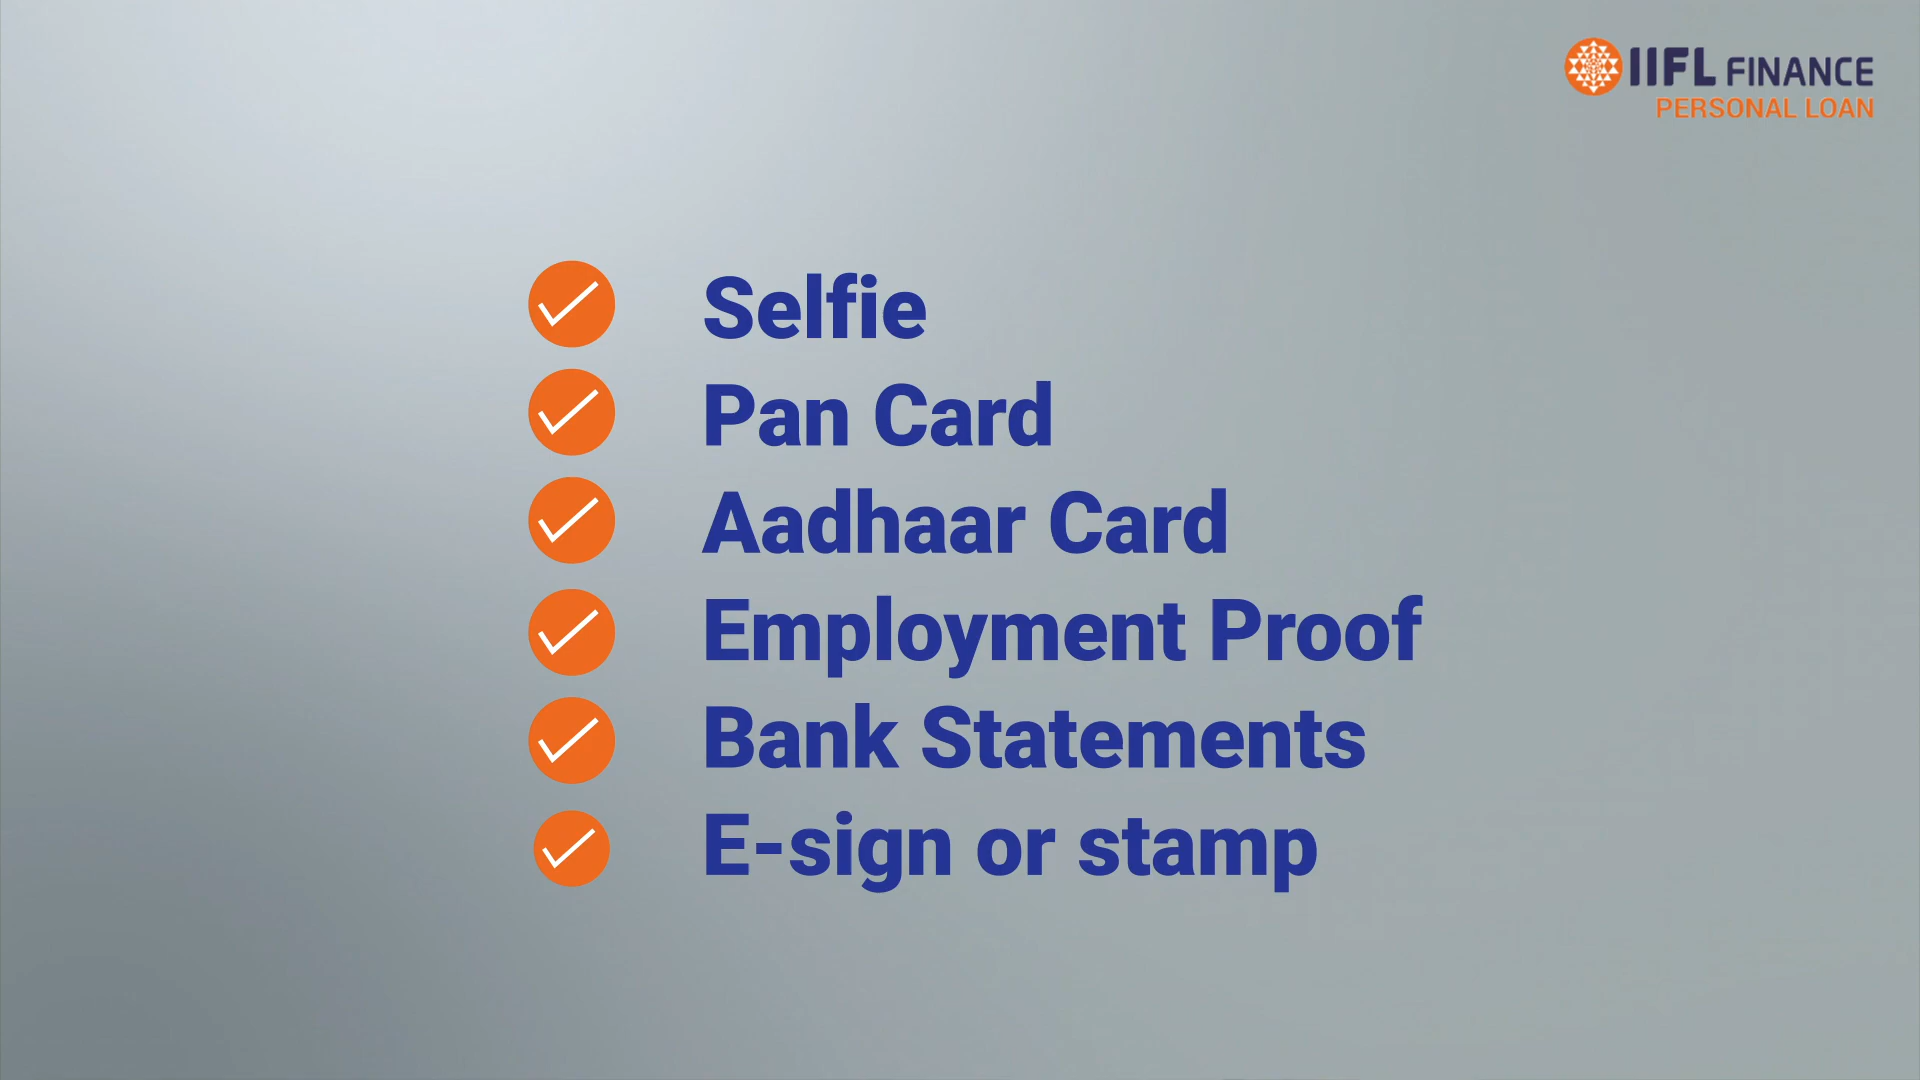 IIFL FINANCE
PERSONAL LOAN
Selfie
Pan Card
Aadhaar Card
Employment Proof
Bank Statements
E-sign or stamp